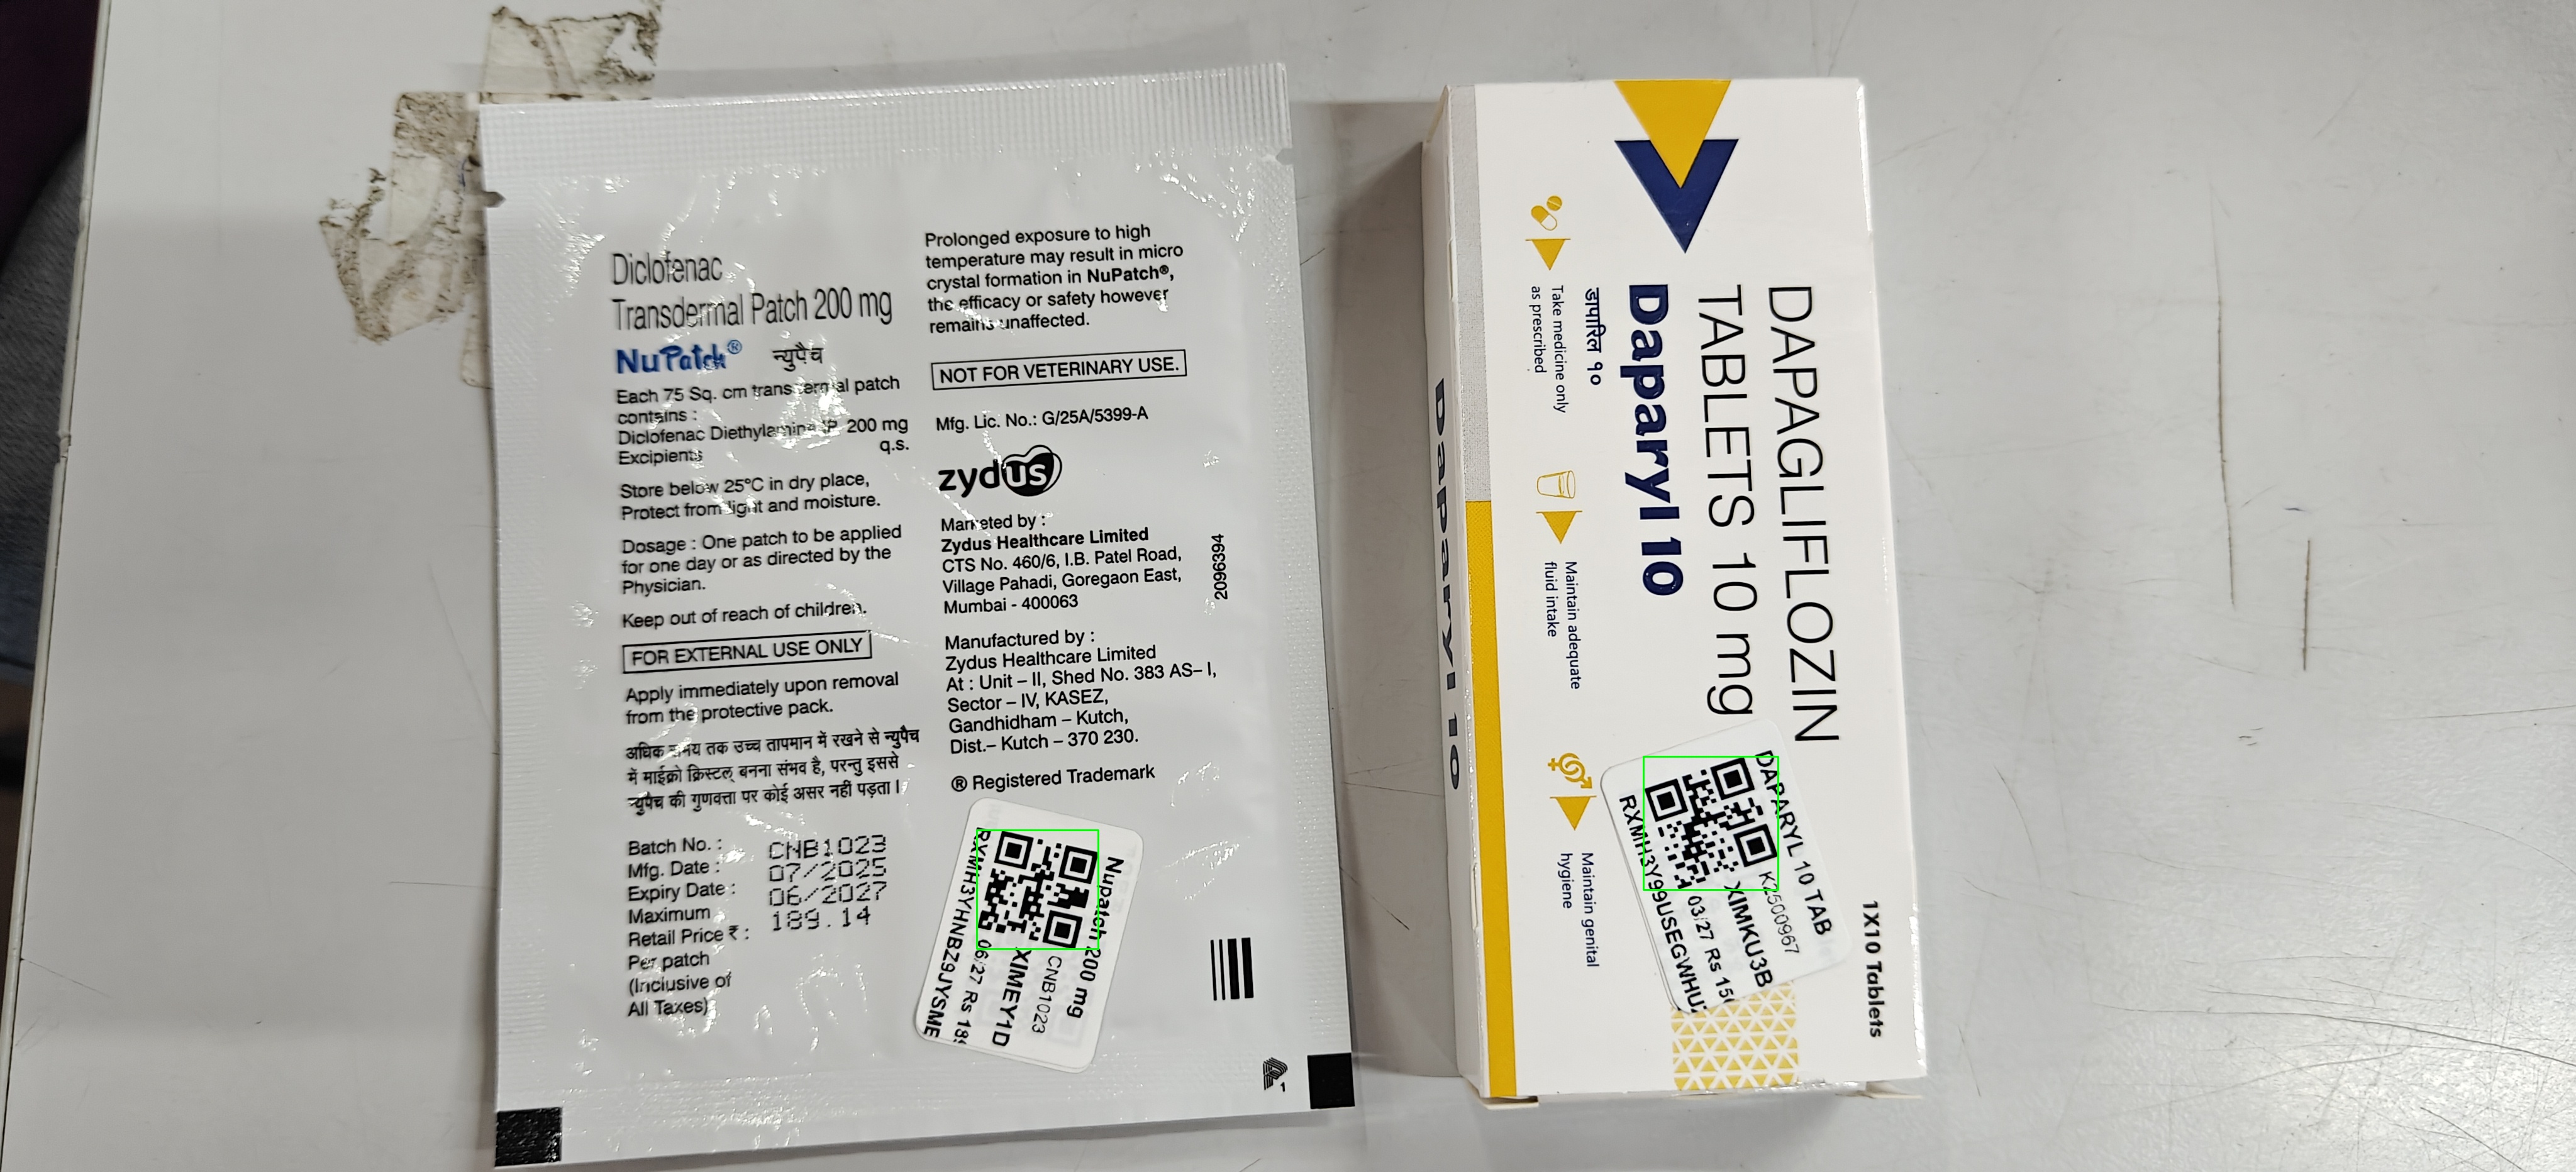 Diclofenac
Transdermal Patch 200 mg
NuPatch® न्युपैच
Each 75 Sq. cm transdermal patch
contains :
Diclofenac Diethylamine IP 200 mg
Excipients q.s.
Store below 25°C in dry place,
Protect from light and moisture.
Dosage : One patch to be applied
for one day or as directed by the
Physician.
Keep out of reach of children.
FOR EXTERNAL USE ONLY
Apply immediately upon removal
from the protective pack.
अधिक समय तक उच्च तापमान में रखने से न्युपैच
में माईक्रो क्रिस्टल् बनना संभव है, परन्तु इससे
न्युपैच की गुणवत्ता पर कोई असर नहीं पड़ता।
Batch No. : CNB1023
Mfg. Date : 07/2025
Expiry Date : 06/2027
Maximum 189.14
Retail Price ₹ :
Per patch
(Inclusive of
All Taxes)
Prolonged exposure to high
temperature may result in micro
crystal formation in NuPatch®,
the efficacy or safety however
remains unaffected.
NOT FOR VETERINARY USE.
Mfg. Lic. No.: G/25A/5399-A
zydus
Marketed by :
Zydus Healthcare Limited
CTS No. 460/6, I.B. Patel Road,
Village Pahadi, Goregaon East,
Mumbai - 400063
Manufactured by :
Zydus Healthcare Limited
At : Unit – II, Shed No. 383 AS– I,
Sector – IV, KASEZ,
Gandhidham – Kutch,
Dist.– Kutch – 370 230.
® Registered Trademark
2096394
Nupatch 200 mg
CNB1023
XIMEY1D
06/27 Rs
RXMH3YHNBZ9JYSME
1
DAPAGLIFLOZIN
TABLETS 10 mg
Daparyl 10
डापारिल १०
Take medicine only
as prescribed
Maintain adequate
fluid intake
Maintain genital
hygiene
1X10 Tablets
DAPARYL 10 TAB
K2500967
XIMKU3B
03/27 Rs
RXMH3Y99USEGWHU
Daparyl 10